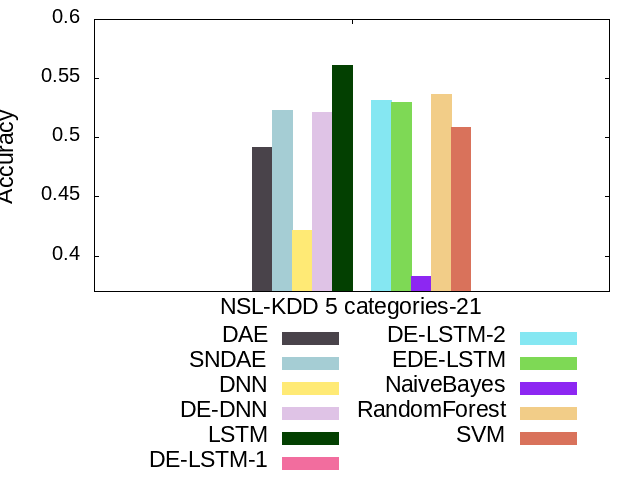 0.6
0.55
0.5
0.45
0.4
Accuracy
NSL-KDD 5 categories-21
DAE
SNDAE
DNN
DE-DNN
LSTM
DE-LSTM-1
DE-LSTM-2
EDE-LSTM
NaiveBayes
RandomForest
SVM